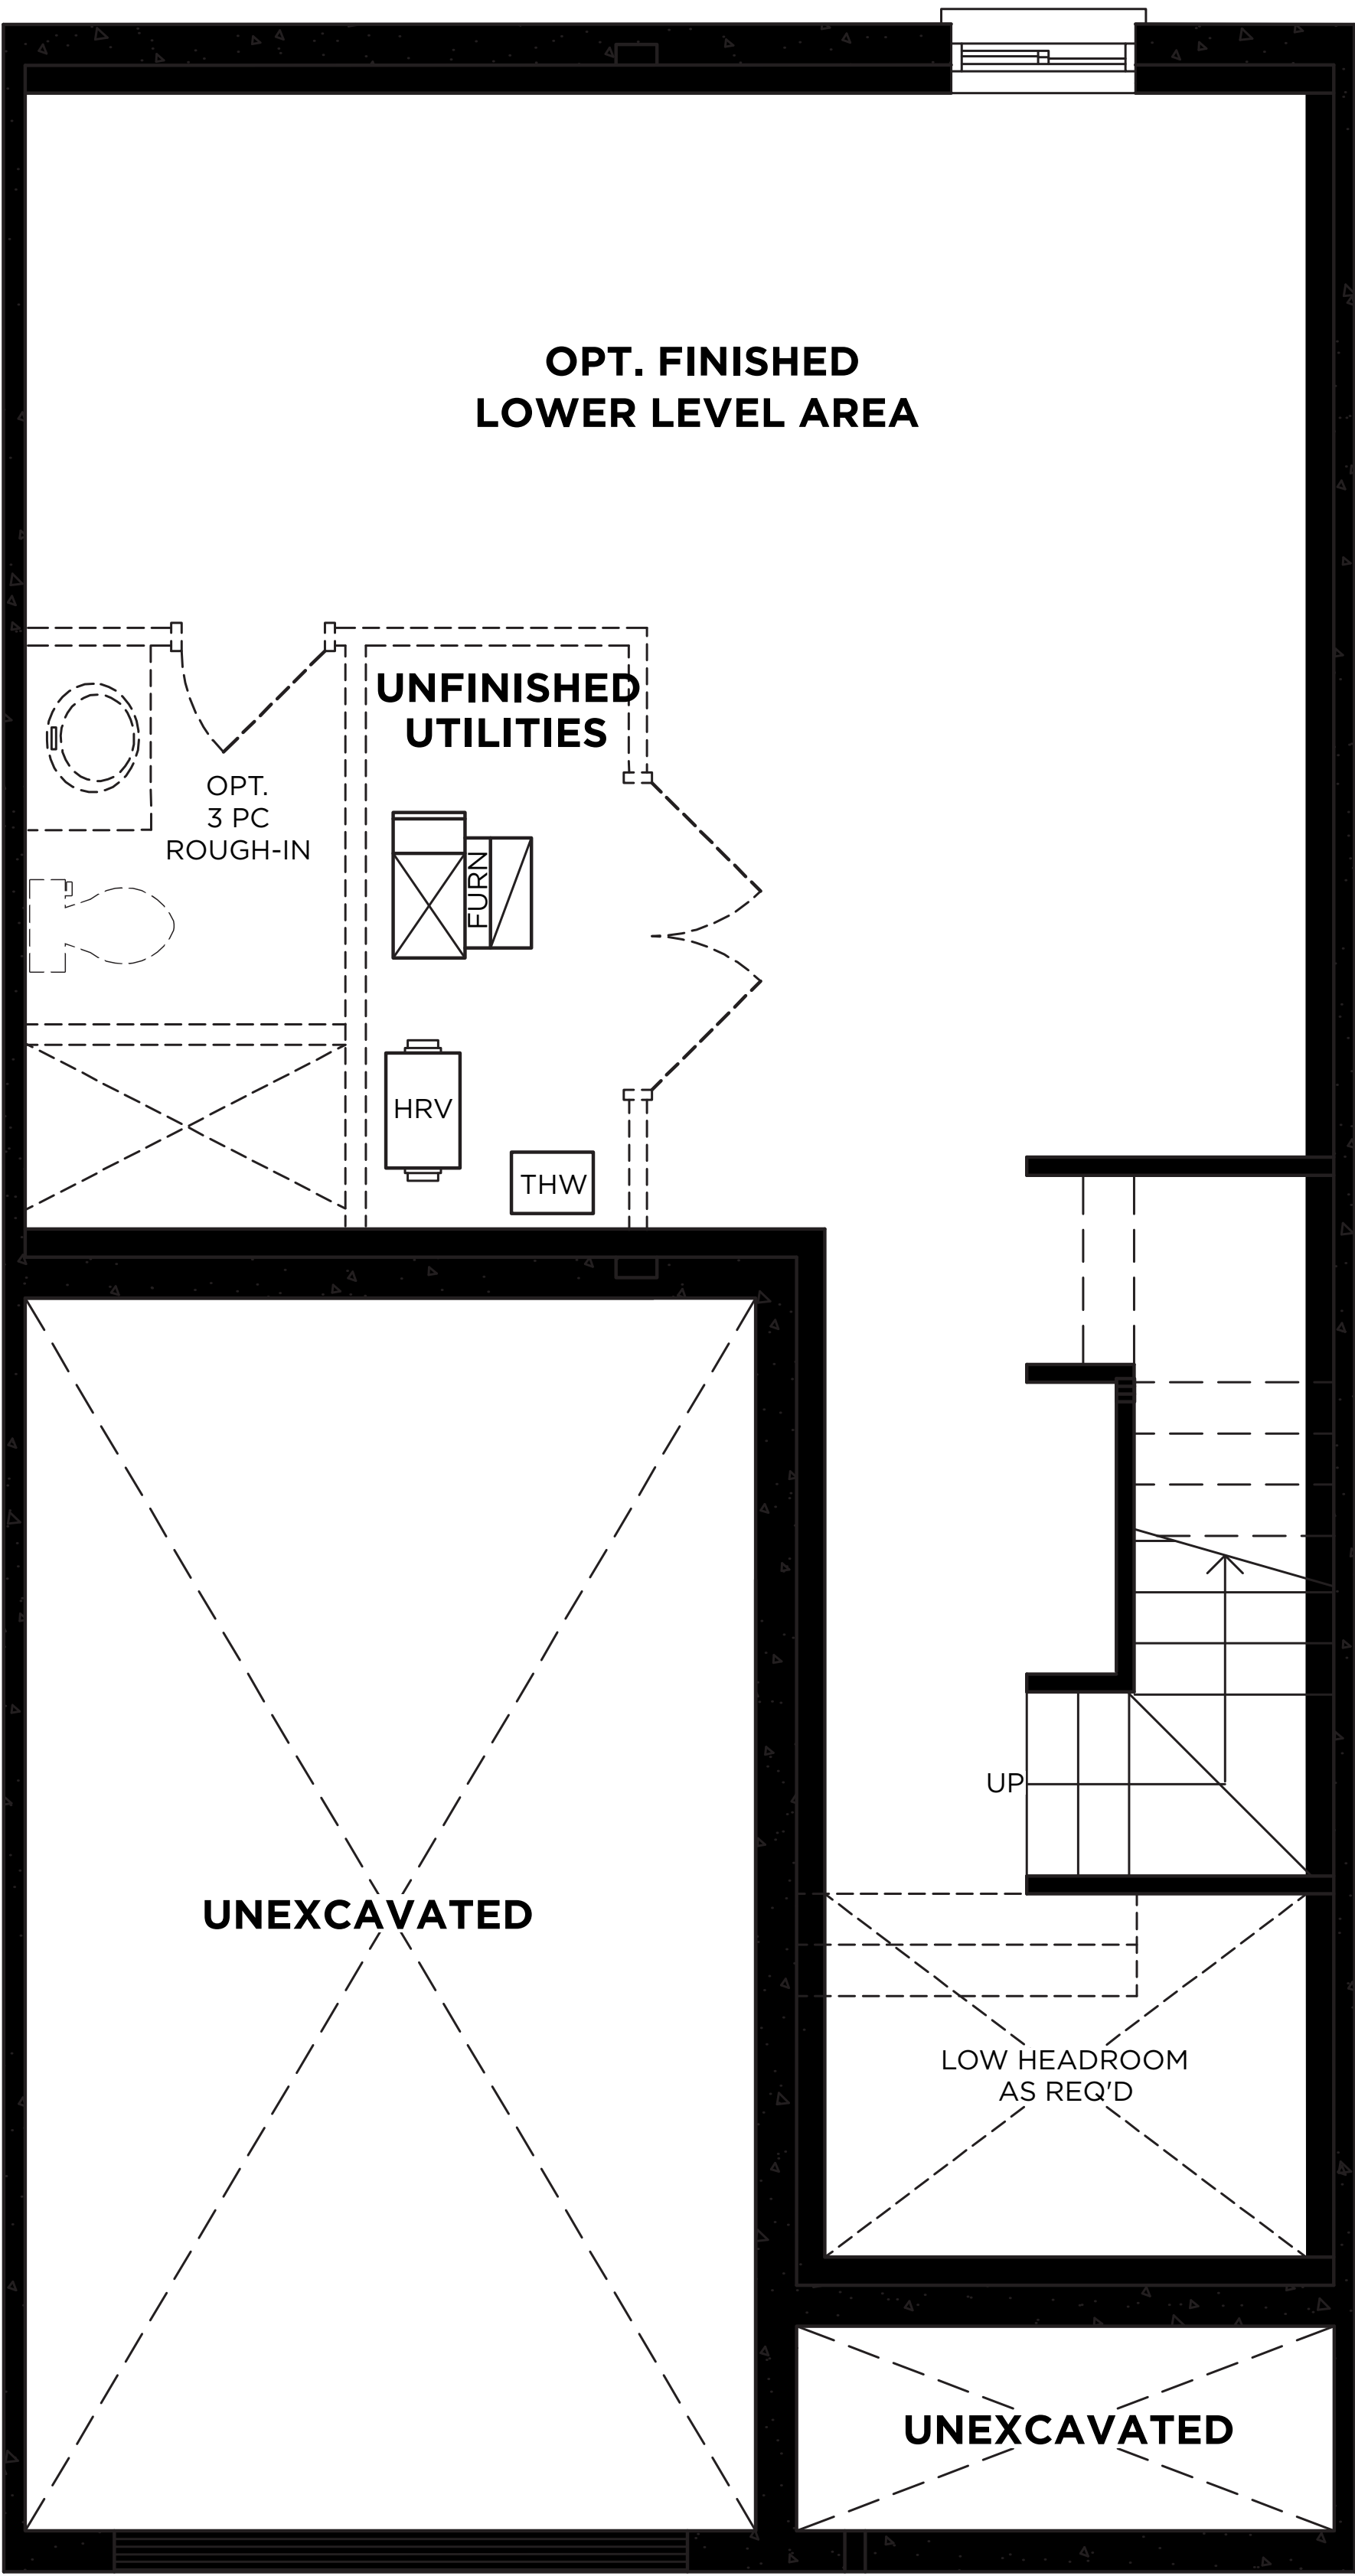 OPT. FINISHED
LOWER LEVEL AREA
UNFINISHED
UTILITIES
OPT.
3 PC
ROUGH-IN
FURN
HRV
THW
UP
UNEXCAVATED
LOW HEADROOM
AS REQ'D
UNEXCAVATED